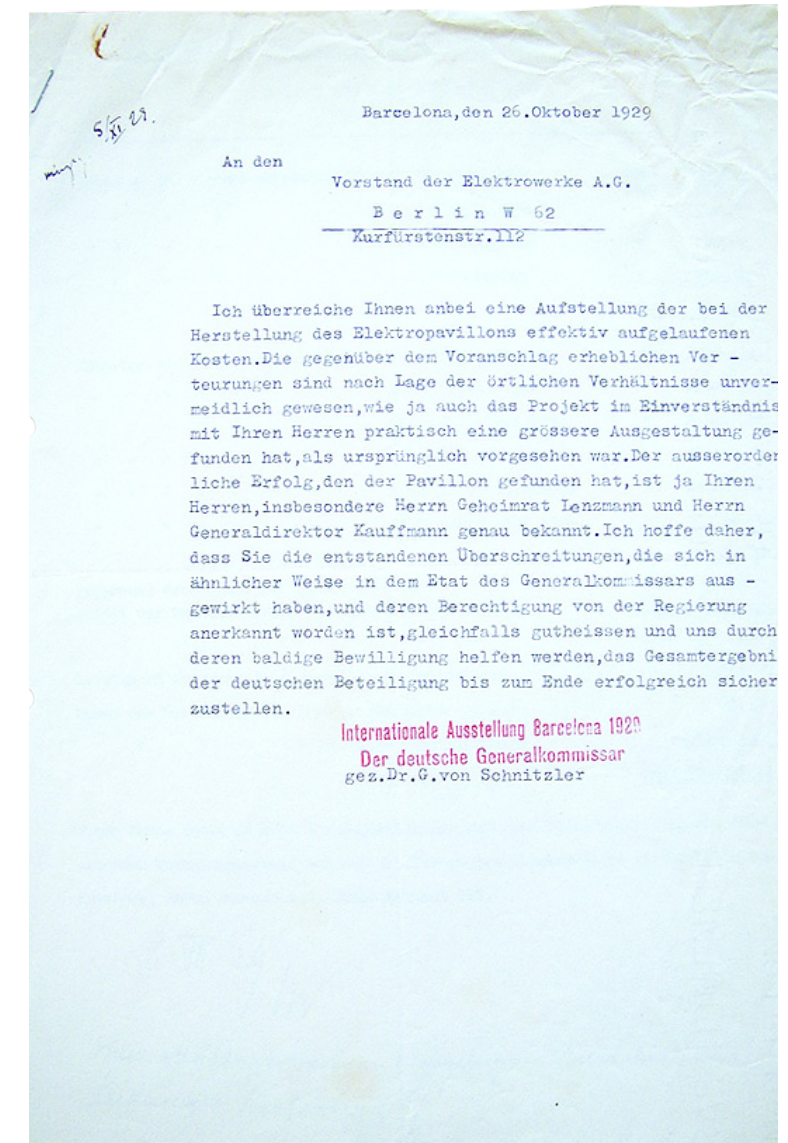 5/XI 29.
Barcelona,den 26.Oktober 1929
An den
Vorstand der Elektrowerke A.G.
B e r l i n W 62
Kurfürstenstr.112
Ich überreiche Ihnen anbei eine Aufstellung der bei der
Herstellung des Elektropavillons effektiv aufgelaufenen
Kosten.Die gegenüber dem Voranschlag erheblichen Ver -
teurungen sind nach Lage der örtlichen Verhältnisse unver-
meidlich gewesen,wie ja auch das Projekt im Einverständnis
mit Ihren Herren praktisch eine grössere Ausgestaltung ge-
funden hat,als ursprünglich vorgesehen war.Der ausserorden
liche Erfolg,den der Pavillon gefunden hat,ist ja Ihren
Herren,insbesondere Herrn Geheimrat Lenzmann und Herrn
Generaldirektor Kauffmann genau bekannt.Ich hoffe daher,
dass Sie die entstandenen Überschreitungen,die sich in
ähnlicher Weise in dem Etat des Generalkommissars aus -
gewirkt haben,und deren Berechtigung von der Regierung
anerkannt worden ist,gleichfalls gutheissen und uns durch
deren baldige Bewilligung helfen werden,das Gesamtergebni
der deutschen Beteiligung bis zum Ende erfolgreich sicher
zustellen.
Internationale Ausstellung Barcelona 1929
Der deutsche Generalkommissar
gez.Dr.G.von Schnitzler